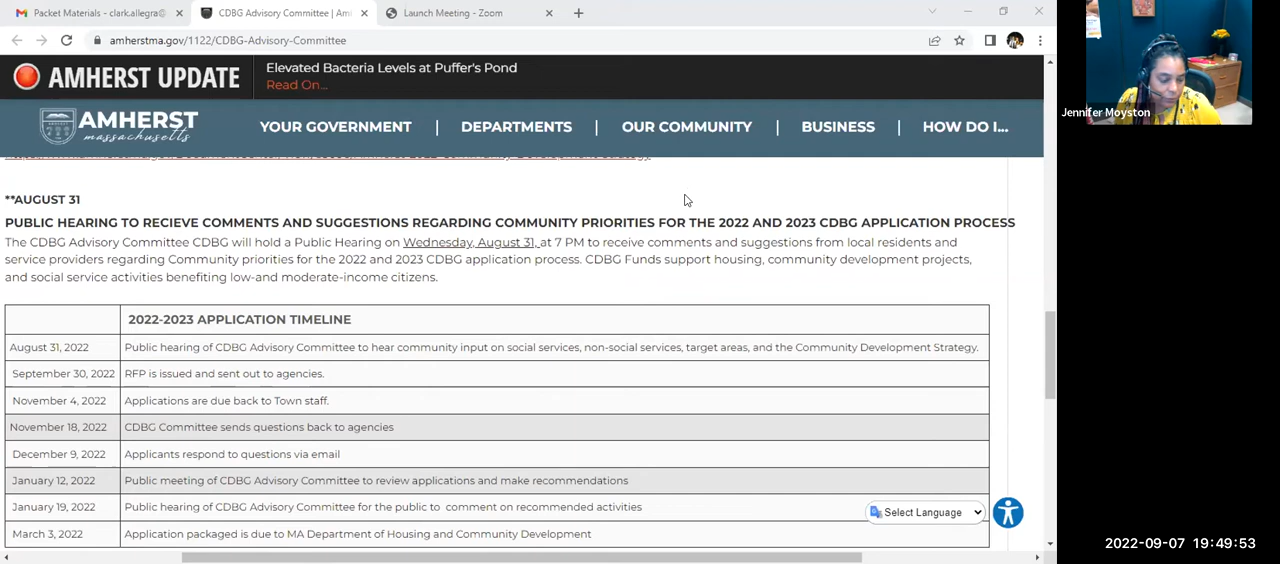 Packet Materials - clark.allegra@
CDBG Advisory Committee | Am
Launch Meeting - Zoom
amherstma.gov/1122/CDBG-Advisory-Committee
AMHERST UPDATE
Elevated Bacteria Levels at Puffer's Pond
Read On...
AMHERST
massachusetts
YOUR GOVERNMENT | DEPARTMENTS | OUR COMMUNITY | BUSINESS | HOW DO I...
Jennifer Moyston
**AUGUST 31
PUBLIC HEARING TO RECIEVE COMMENTS AND SUGGESTIONS REGARDING COMMUNITY PRIORITIES FOR THE 2022 AND 2023 CDBG APPLICATION PROCESS
The CDBG Advisory Committee CDBG will hold a Public Hearing on Wednesday, August 31, at 7 PM to receive comments and suggestions from local residents and
service providers regarding Community priorities for the 2022 and 2023 CDBG application process. CDBG Funds support housing, community development projects,
and social service activities benefiting low-and moderate-income citizens.
2022-2023 APPLICATION TIMELINE
August 31, 2022 Public hearing of CDBG Advisory Committee to hear community input on social services, non-social services, target areas, and the Community Development Strategy.
September 30, 2022 RFP is issued and sent out to agencies.
November 4, 2022 Applications are due back to Town staff.
November 18, 2022 CDBG Committee sends questions back to agencies
December 9, 2022 Applicants respond to questions via email
January 12, 2022 Public meeting of CDBG Advisory Committee to review applications and make recommendations
January 19, 2022 Public hearing of CDBG Advisory Committee for the public to comment on recommended activities
Select Language
March 3, 2022 Application packaged is due to MA Department of Housing and Community Development
2022-09-07 19:49:53